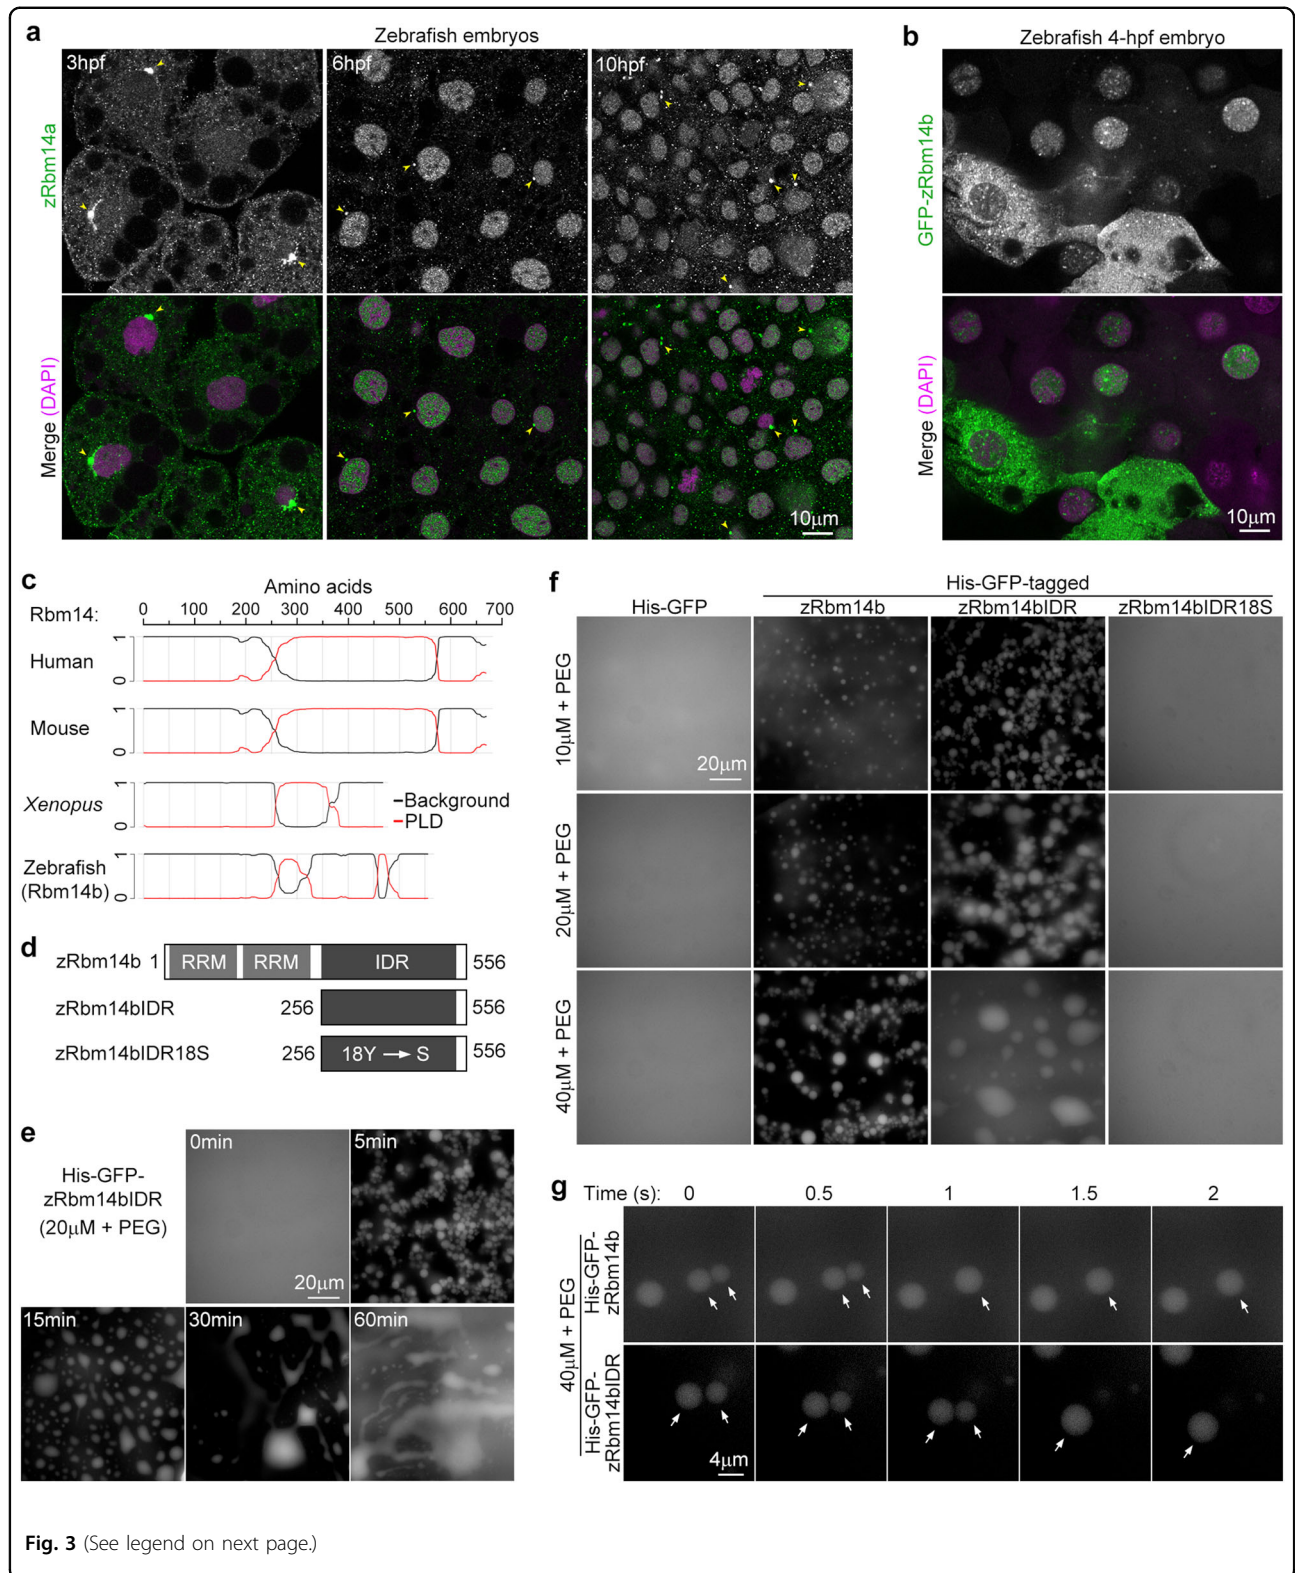 a
Zebrafish embryos
3hpf
6hpf
10hpf
zRbm14a
Merge (DAPI)
10μm
b
Zebrafish 4-hpf embryo
GFP-zRbm14b
Merge (DAPI)
10μm
c
Amino acids
Rbm14:
0 100 200 300 400 500 600 700
Human
1
0
Mouse
1
0
Xenopus
1
0
Background
PLD
Zebrafish
(Rbm14b)
1
0
d
zRbm14b 1 RRM RRM IDR 556
zRbm14bIDR 256 556
zRbm14bIDR18S 256 18Y → S 556
e
His-GFP-
zRbm14bIDR
(20μM + PEG)
0min
5min
20μm
15min
30min
60min
f
His-GFP-tagged
His-GFP
zRbm14b
zRbm14bIDR
zRbm14bIDR18S
10μM + PEG
20μm
20μM + PEG
40μM + PEG
g
Time (s): 0 0.5 1 1.5 2
40μM + PEG
His-GFP-
zRbm14b
His-GFP-
zRbm14bIDR
4μm
Fig. 3 (See legend on next page.)